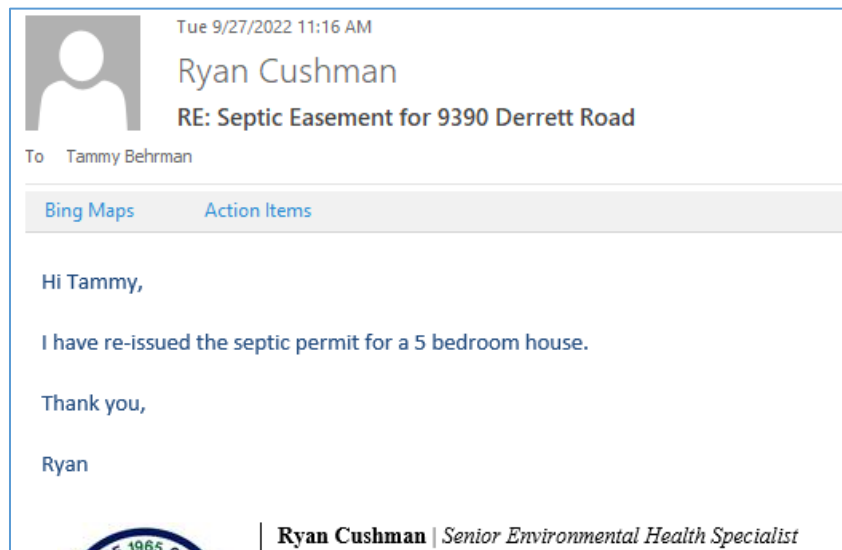 Tue 9/27/2022 11:16 AM
Ryan Cushman
RE: Septic Easement for 9390 Derrett Road
To Tammy Behrman
Bing Maps Action Items
Hi Tammy,
I have re-issued the septic permit for a 5 bedroom house.
Thank you,
Ryan
1965
Ryan Cushman | Senior Environmental Health Specialist